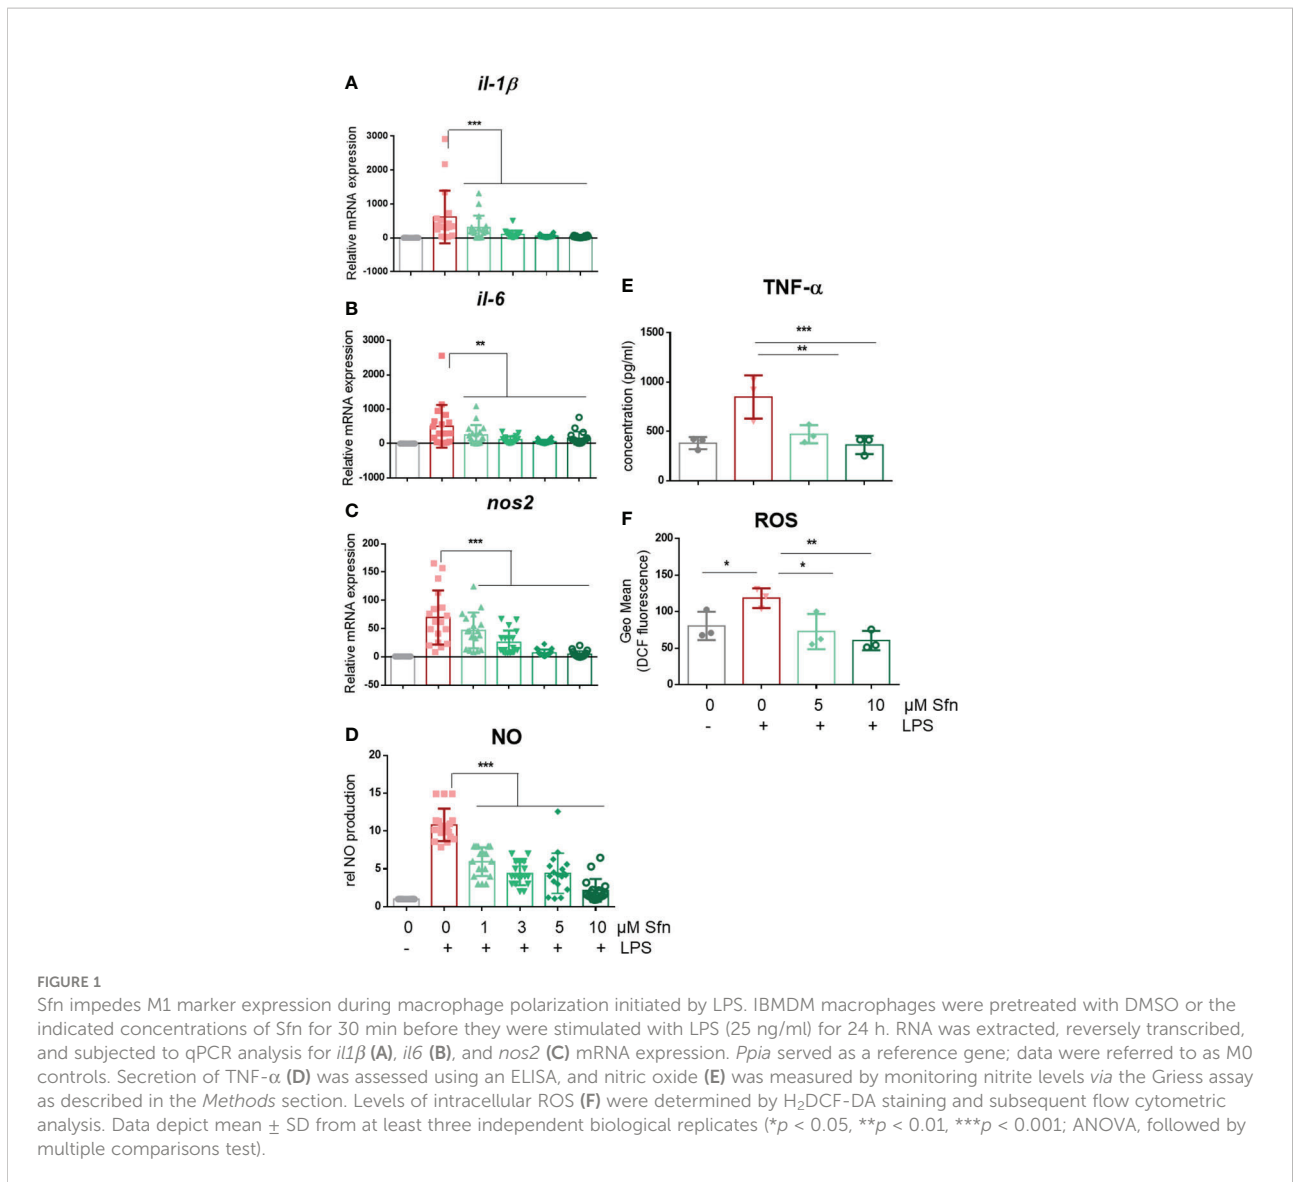 A
il-1β
Relative mRNA expression
3000
2000
1000
0
-1000
***
B
il-6
Relative mRNA expression
3000
2000
1000
0
-1000
**
C
nos2
Relative mRNA expression
200
150
100
50
0
-50
***
D
NO
rel NO production
20
15
10
5
0
***
0 0 1 3 5 10 µM Sfn
- + + + + + LPS
E
TNF-α
concentration (pg/ml)
1500
1000
500
0
***
**
F
ROS
Geo Mean
(DCF fluorescence)
200
150
100
50
0
*
**
*
0 0 5 10 µM Sfn
- + + + LPS
FIGURE 1
Sfn impedes M1 marker expression during macrophage polarization initiated by LPS. IBMDM macrophages were pretreated with DMSO or the
indicated concentrations of Sfn for 30 min before they were stimulated with LPS (25 ng/ml) for 24 h. RNA was extracted, reversely transcribed,
and subjected to qPCR analysis for il1β (A), il6 (B), and nos2 (C) mRNA expression. Ppia served as a reference gene; data were referred to as M0
controls. Secretion of TNF-α (D) was assessed using an ELISA, and nitric oxide (E) was measured by monitoring nitrite levels via the Griess assay
as described in the Methods section. Levels of intracellular ROS (F) were determined by H₂DCF-DA staining and subsequent flow cytometric
analysis. Data depict mean ± SD from at least three independent biological replicates (*p < 0.05, **p < 0.01, ***p < 0.001; ANOVA, followed by
multiple comparisons test).